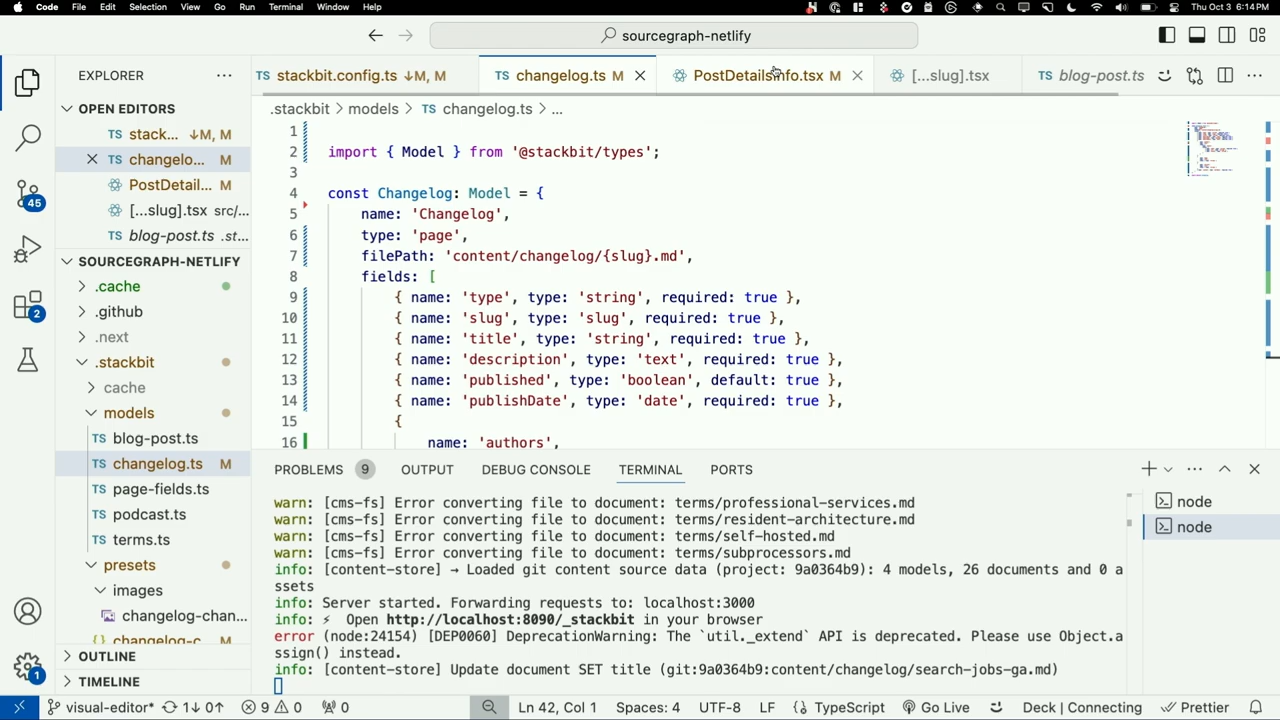 Code File Edit Selection View Go Run Terminal Window Help
Thu Oct 3 6:14 PM
sourcegraph-netlify
EXPLORER
OPEN EDITORS
TS stack... ↓M, M
TS changelo... M
PostDetail... M
[...slug].tsx src/...
TS blog-post.ts .st...
SOURCEGRAPH-NETLIFY
.cache
.github
.next
.stackbit
cache
models
TS blog-post.ts
TS changelog.ts M
TS page-fields.ts
TS podcast.ts
TS terms.ts
presets
images
changelog-chan...
{} changelog-c... M
OUTLINE
TIMELINE
45
2
1
TS stackbit.config.ts ↓M, M
TS changelog.ts M
PostDetailsInfo.tsx M
[...slug].tsx
TS blog-post.ts
.stackbit > models > TS changelog.ts > ...
1
2 import { Model } from '@stackbit/types';
3
4 const Changelog: Model = {
5 name: 'Changelog',
6 type: 'page',
7 filePath: 'content/changelog/{slug}.md',
8 fields: [
9 { name: 'type', type: 'string', required: true },
10 { name: 'slug', type: 'slug', required: true },
11 { name: 'title', type: 'string', required: true },
12 { name: 'description', type: 'text', required: true },
13 { name: 'published', type: 'boolean', default: true },
14 { name: 'publishDate', type: 'date', required: true },
15 {
16 name: 'authors',
PROBLEMS 9 OUTPUT DEBUG CONSOLE TERMINAL PORTS
warn: [cms-fs] Error converting file to document: terms/professional-services.md
warn: [cms-fs] Error converting file to document: terms/resident-architecture.md
warn: [cms-fs] Error converting file to document: terms/self-hosted.md
warn: [cms-fs] Error converting file to document: terms/subprocessors.md
info: [content-store] → Loaded git content source data (project: 9a0364b9): 4 models, 26 documents and 0 a
ssets
info: Server started. Forwarding requests to: localhost:3000
info: ⚡ Open http://localhost:8090/_stackbit in your browser
error (node:24154) [DEP0060] DeprecationWarning: The `util._extend` API is deprecated. Please use Object.a
ssign() instead.
info: [content-store] Update document SET title (git:9a0364b9:content/changelog/search-jobs-ga.md)
node
node
visual-editor* 1↓ 0↑ 9 0 0
Ln 42, Col 1 Spaces: 4 UTF-8 LF {} TypeScript Go Live Deck | Connecting Prettier